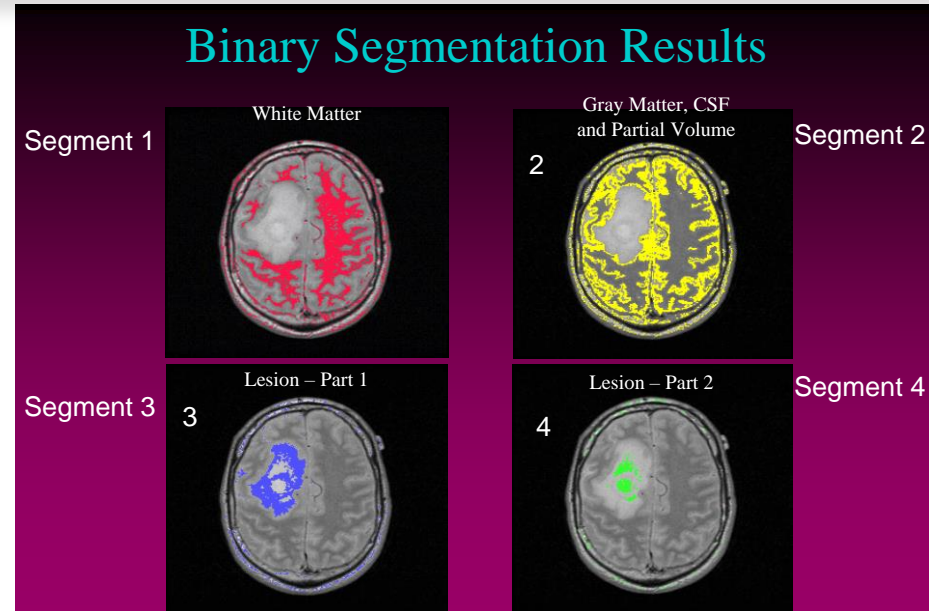 Binary Segmentation Results
Segment 1
White Matter
Gray Matter, CSF
and Partial Volume
2
Segment 2
Segment 3
3
Lesion – Part 1
Lesion – Part 2
4
Segment 4